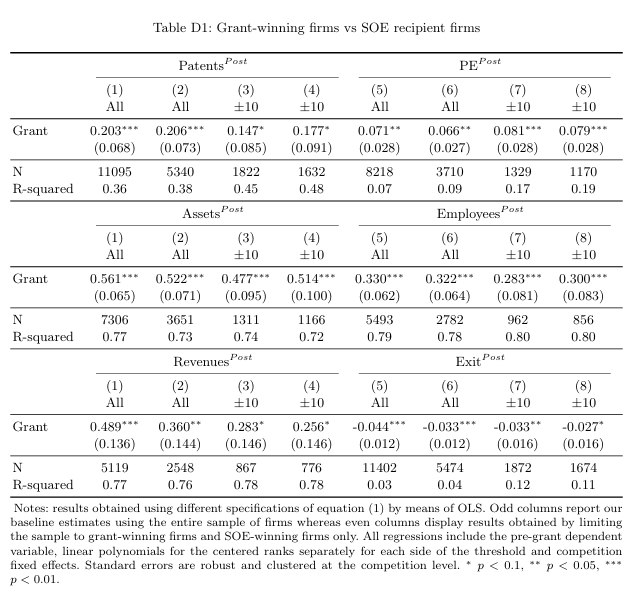 Table D1: Grant-winning firms vs SOE recipient firms
Patents^Post PE^Post
(1) (2) (3) (4) (5) (6) (7) (8)
All All ±10 ±10 All All ±10 ±10
Grant 0.203*** 0.206*** 0.147* 0.177* 0.071** 0.066** 0.081*** 0.079***
(0.068) (0.073) (0.085) (0.091) (0.028) (0.027) (0.028) (0.028)
N 11095 5340 1822 1632 8218 3710 1329 1170
R-squared 0.36 0.38 0.45 0.48 0.07 0.09 0.17 0.19
Assets^Post Employees^Post
(1) (2) (3) (4) (5) (6) (7) (8)
All All ±10 ±10 All All ±10 ±10
Grant 0.561*** 0.522*** 0.477*** 0.514*** 0.330*** 0.322*** 0.283*** 0.300***
(0.065) (0.071) (0.095) (0.100) (0.062) (0.064) (0.081) (0.083)
N 7306 3651 1311 1166 5493 2782 962 856
R-squared 0.77 0.73 0.74 0.72 0.79 0.78 0.80 0.80
Revenues^Post Exit^Post
(1) (2) (3) (4) (5) (6) (7) (8)
All All ±10 ±10 All All ±10 ±10
Grant 0.489*** 0.360** 0.283* 0.256* -0.044*** -0.033*** -0.033** -0.027*
(0.136) (0.144) (0.146) (0.146) (0.012) (0.012) (0.016) (0.016)
N 5119 2548 867 776 11402 5474 1872 1674
R-squared 0.77 0.76 0.78 0.78 0.03 0.04 0.12 0.11
Notes: results obtained using different specifications of equation (1) by means of OLS. Odd columns report our
baseline estimates using the entire sample of firms whereas even columns display results obtained by limiting
the sample to grant-winning firms and SOE-winning firms only. All regressions include the pre-grant dependent
variable, linear polynomials for the centered ranks separately for each side of the threshold and competition
fixed effects. Standard errors are robust and clustered at the competition level. * p < 0.1, ** p < 0.05, ***
p < 0.01.